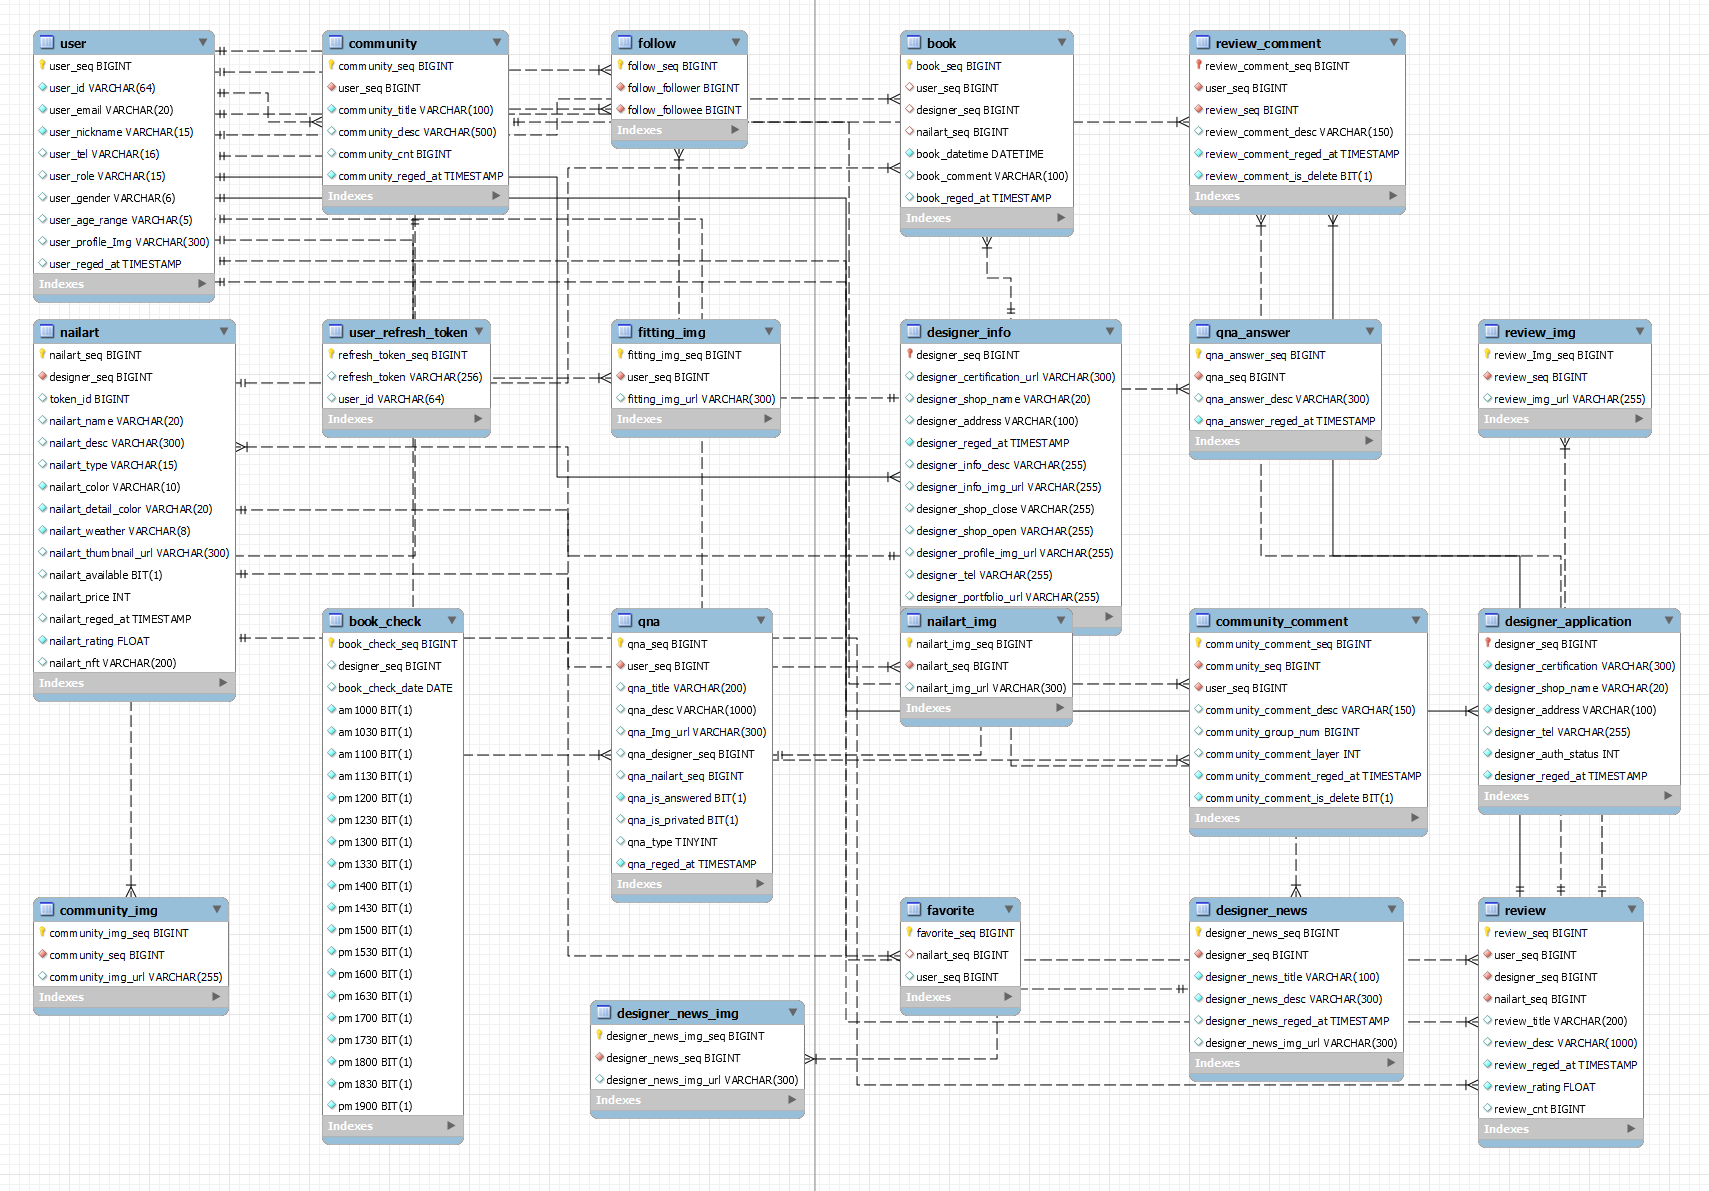 user
user_seq BIGINT
user_id VARCHAR(64)
user_email VARCHAR(20)
user_nickname VARCHAR(15)
user_tel VARCHAR(16)
user_role VARCHAR(15)
user_gender VARCHAR(6)
user_age_range VARCHAR(5)
user_profile_Img VARCHAR(300)
user_reged_at TIMESTAMP
Indexes
community
community_seq BIGINT
user_seq BIGINT
community_title VARCHAR(100)
community_desc VARCHAR(500)
community_cnt BIGINT
community_reged_at TIMESTAMP
Indexes
follow
follow_seq BIGINT
follow_follower BIGINT
follow_followee BIGINT
Indexes
book
book_seq BIGINT
user_seq BIGINT
designer_seq BIGINT
nailart_seq BIGINT
book_datetime DATETIME
book_comment VARCHAR(100)
book_reged_at TIMESTAMP
Indexes
review_comment
review_comment_seq BIGINT
user_seq BIGINT
review_seq BIGINT
review_comment_desc VARCHAR(150)
review_comment_reged_at TIMESTAMP
review_comment_is_delete BIT(1)
Indexes
nailart
nailart_seq BIGINT
designer_seq BIGINT
token_id BIGINT
nailart_name VARCHAR(20)
nailart_desc VARCHAR(300)
nailart_type VARCHAR(15)
nailart_color VARCHAR(10)
nailart_detail_color VARCHAR(20)
nailart_weather VARCHAR(8)
nailart_thumbnail_url VARCHAR(300)
nailart_available BIT(1)
nailart_price INT
nailart_reged_at TIMESTAMP
nailart_rating FLOAT
nailart_nft VARCHAR(200)
Indexes
user_refresh_token
refresh_token_seq BIGINT
refresh_token VARCHAR(256)
user_id VARCHAR(64)
Indexes
fitting_img
fitting_img_seq BIGINT
user_seq BIGINT
fitting_img_url VARCHAR(300)
Indexes
designer_info
designer_seq BIGINT
designer_certification_url VARCHAR(300)
designer_shop_name VARCHAR(20)
designer_address VARCHAR(100)
designer_reged_at TIMESTAMP
designer_info_desc VARCHAR(255)
designer_info_img_url VARCHAR(255)
designer_shop_close VARCHAR(255)
designer_shop_open VARCHAR(255)
designer_profile_img_url VARCHAR(255)
designer_tel VARCHAR(255)
designer_portfolio_url VARCHAR(255)
qna_answer
qna_answer_seq BIGINT
qna_seq BIGINT
qna_answer_desc VARCHAR(300)
qna_answer_reged_at TIMESTAMP
Indexes
review_img
review_Img_seq BIGINT
review_seq BIGINT
review_img_url VARCHAR(255)
Indexes
book_check
book_check_seq BIGINT
designer_seq BIGINT
book_check_date DATE
am1000 BIT(1)
am1030 BIT(1)
am1100 BIT(1)
am1130 BIT(1)
pm1200 BIT(1)
pm1230 BIT(1)
pm1300 BIT(1)
pm1330 BIT(1)
pm1400 BIT(1)
pm1430 BIT(1)
pm1500 BIT(1)
pm1530 BIT(1)
pm1600 BIT(1)
pm1630 BIT(1)
pm1700 BIT(1)
pm1730 BIT(1)
pm1800 BIT(1)
pm1830 BIT(1)
pm1900 BIT(1)
Indexes
qna
qna_seq BIGINT
user_seq BIGINT
qna_title VARCHAR(200)
qna_desc VARCHAR(1000)
qna_Img_url VARCHAR(300)
qna_designer_seq BIGINT
qna_nailart_seq BIGINT
qna_is_answered BIT(1)
qna_is_privated BIT(1)
qna_type TINYINT
qna_reged_at TIMESTAMP
Indexes
nailart_img
nailart_img_seq BIGINT
nailart_seq BIGINT
nailart_img_url VARCHAR(300)
Indexes
community_comment
community_comment_seq BIGINT
community_seq BIGINT
user_seq BIGINT
community_comment_desc VARCHAR(150)
community_group_num BIGINT
community_comment_layer INT
community_comment_reged_at TIMESTAMP
community_comment_is_delete BIT(1)
Indexes
designer_application
designer_seq BIGINT
designer_certification VARCHAR(300)
designer_shop_name VARCHAR(20)
designer_address VARCHAR(100)
designer_tel VARCHAR(255)
designer_auth_status INT
designer_reged_at TIMESTAMP
Indexes
community_img
community_img_seq BIGINT
community_seq BIGINT
community_img_url VARCHAR(255)
Indexes
designer_news_img
designer_news_img_seq BIGINT
designer_news_seq BIGINT
designer_news_img_url VARCHAR(300)
Indexes
favorite
favorite_seq BIGINT
nailart_seq BIGINT
user_seq BIGINT
Indexes
designer_news
designer_news_seq BIGINT
designer_seq BIGINT
designer_news_title VARCHAR(100)
designer_news_desc VARCHAR(300)
designer_news_reged_at TIMESTAMP
designer_news_img_url VARCHAR(300)
Indexes
review
review_seq BIGINT
user_seq BIGINT
designer_seq BIGINT
nailart_seq BIGINT
review_title VARCHAR(200)
review_desc VARCHAR(1000)
review_reged_at TIMESTAMP
review_rating FLOAT
review_cnt BIGINT
Indexes